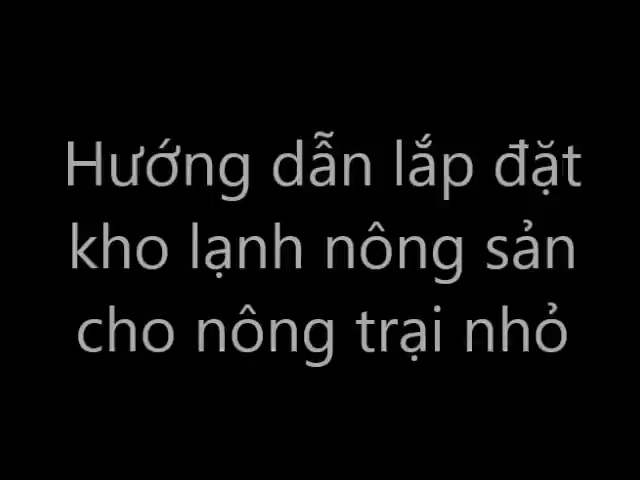 Hướng dẫn lắp đặt
kho lạnh nông sản
cho nông trại nhỏ